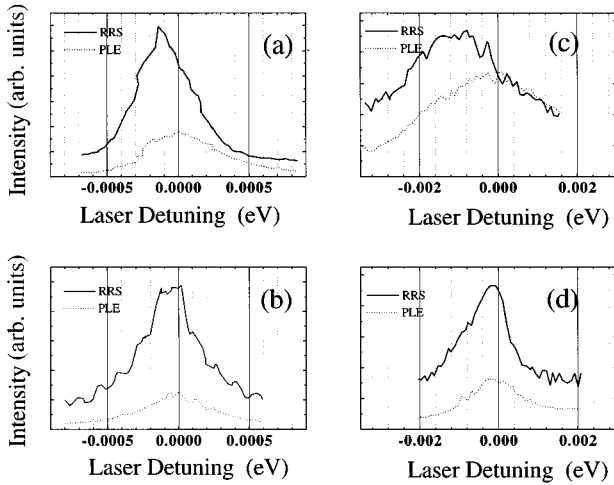 Intensity (arb. units)
RRS
PLE
(a)
-0.0005 0.0000 0.0005
Laser Detuning (eV)
RRS
PLE
(c)
-0.002 0.000 0.002
Laser Detuning (eV)
Intensity (arb. units)
RRS
PLE
(b)
-0.0005 0.0000 0.0005
Laser Detuning (eV)
RRS
PLE
(d)
-0.002 0.000 0.002
Laser Detuning (eV)